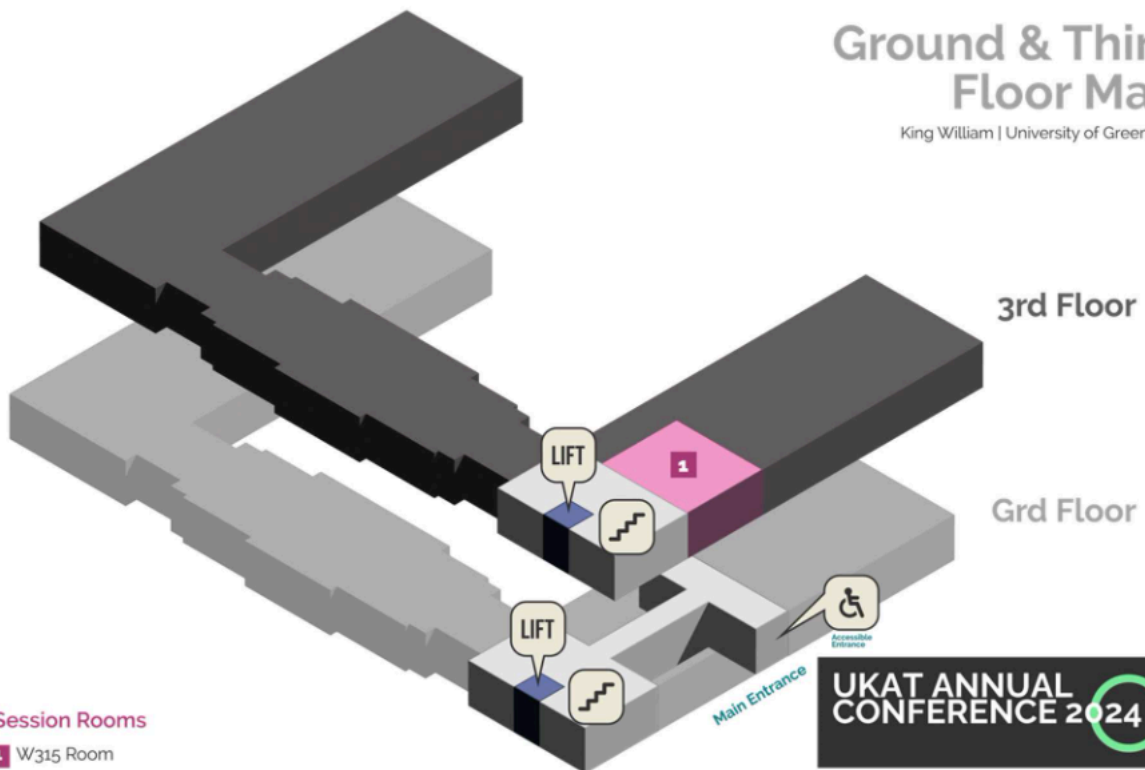 Ground & Thir
Floor Ma
King William | University of Green
3rd Floor
LIFT
1
Grd Floor
LIFT
Accessible
Entrance
Main Entrance
UKAT ANNUAL
CONFERENCE 2024
Session Rooms
1 W315 Room